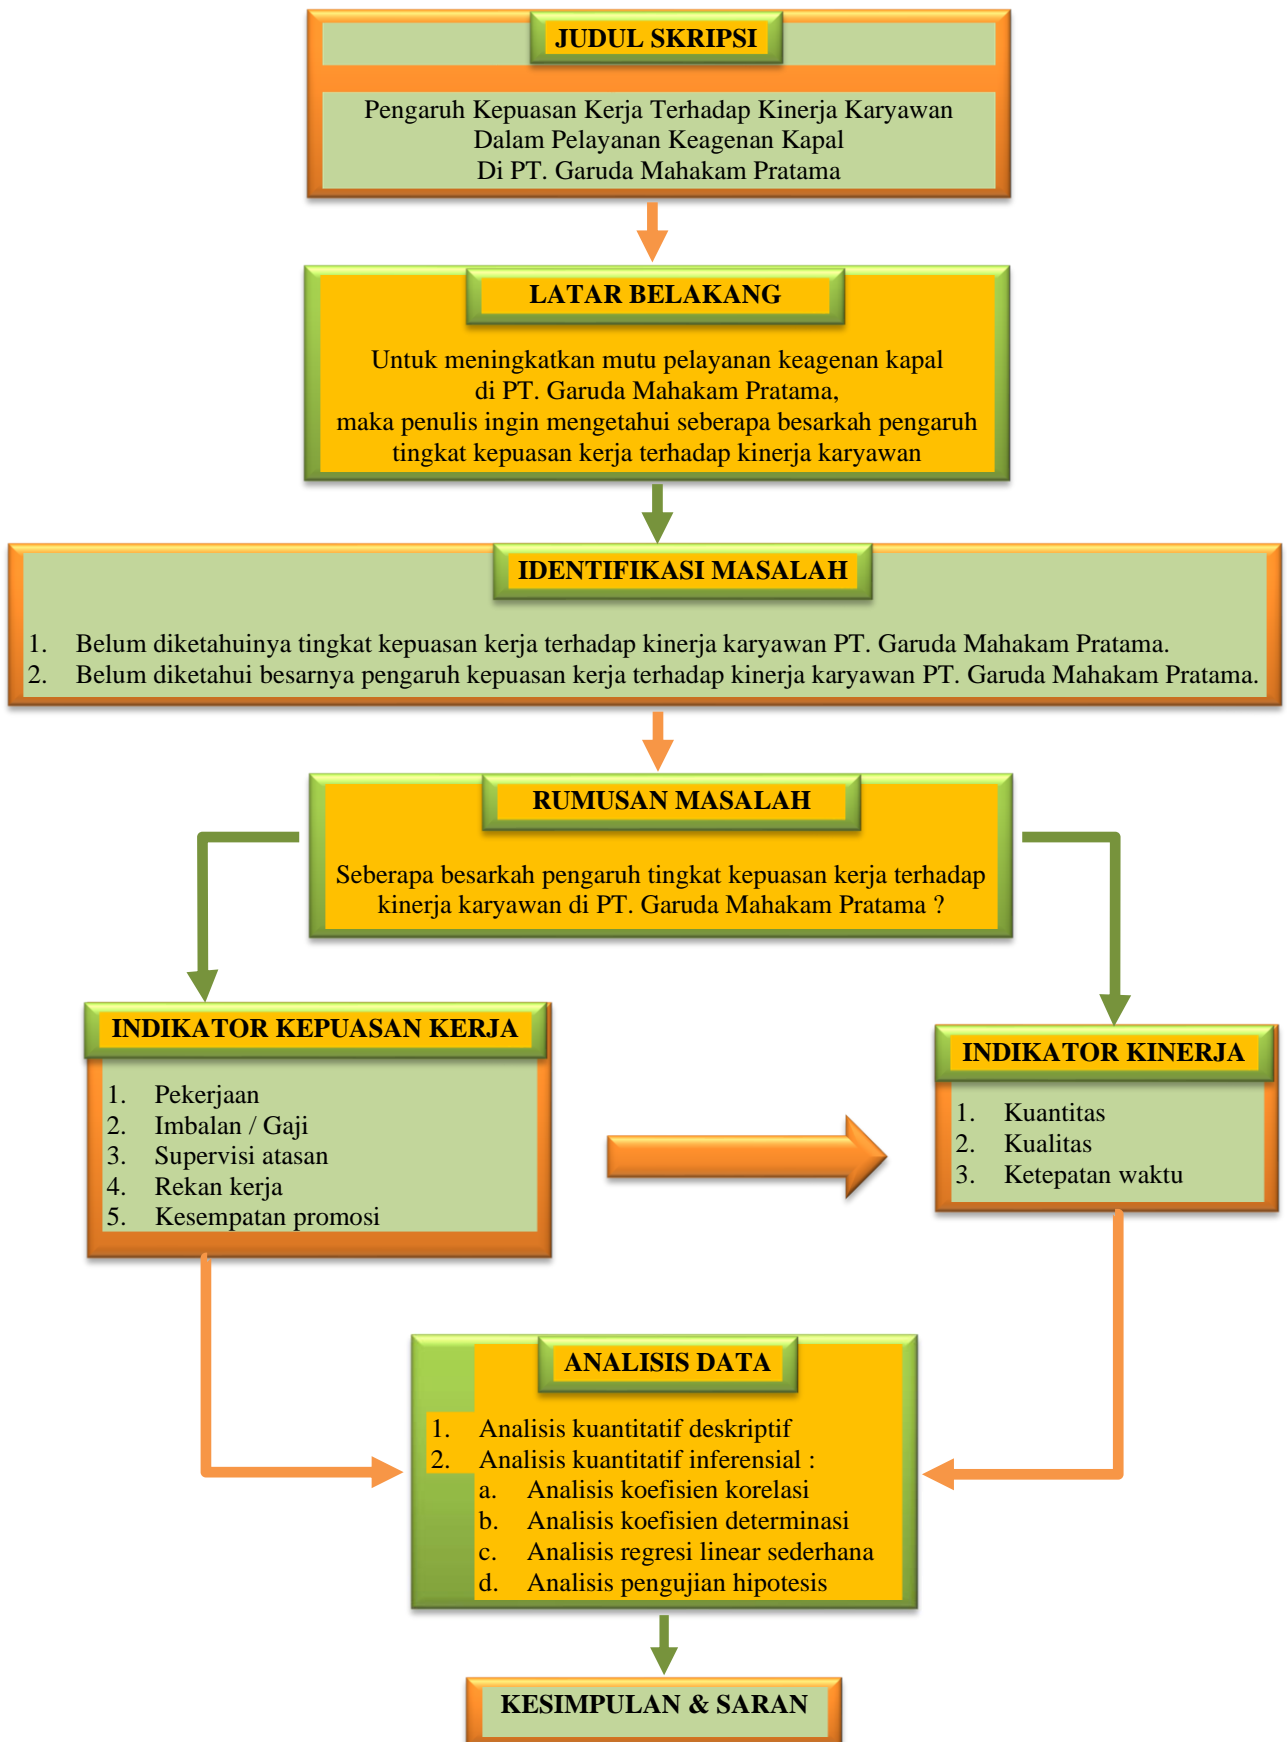 JUDUL SKRIPSI
Pengaruh Kepuasan Kerja Terhadap Kinerja Karyawan
Dalam Pelayanan Keagenan Kapal
Di PT. Garuda Mahakam Pratama
LATAR BELAKANG
Untuk meningkatkan mutu pelayanan keagenan kapal
di PT. Garuda Mahakam Pratama,
maka penulis ingin mengetahui seberapa besarkah pengaruh
tingkat kepuasan kerja terhadap kinerja karyawan
IDENTIFIKASI MASALAH
1. Belum diketahuinya tingkat kepuasan kerja terhadap kinerja karyawan PT. Garuda Mahakam Pratama.
2. Belum diketahui besarnya pengaruh kepuasan kerja terhadap kinerja karyawan PT. Garuda Mahakam Pratama.
RUMUSAN MASALAH
Seberapa besarkah pengaruh tingkat kepuasan kerja terhadap
kinerja karyawan di PT. Garuda Mahakam Pratama ?
INDIKATOR KEPUASAN KERJA
1. Pekerjaan
2. Imbalan / Gaji
3. Supervisi atasan
4. Rekan kerja
5. Kesempatan promosi
INDIKATOR KINERJA
1. Kuantitas
2. Kualitas
3. Ketepatan waktu
ANALISIS DATA
1. Analisis kuantitatif deskriptif
2. Analisis kuantitatif inferensial :
a. Analisis koefisien korelasi
b. Analisis koefisien determinasi
c. Analisis regresi linear sederhana
d. Analisis pengujian hipotesis
KESIMPULAN & SARAN